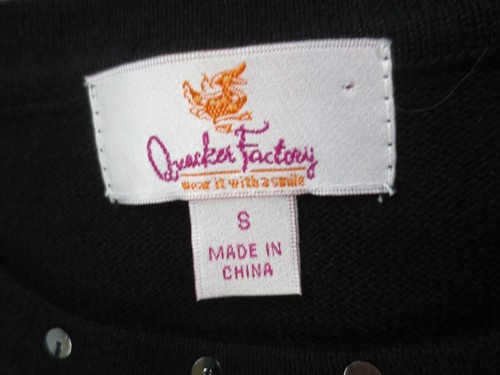 Quacker Factory
wear it with a smile
S
MADE IN
CHINA